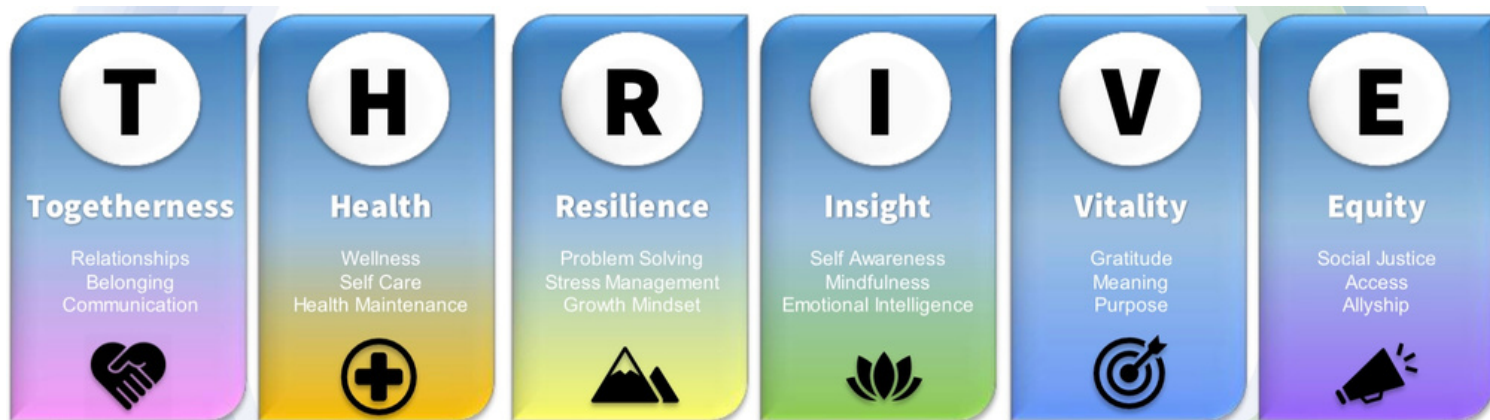 T
Togetherness
Relationships
Belonging
Communication
H
Health
Wellness
Self Care
Health Maintenance
R
Resilience
Problem Solving
Stress Management
Growth Mindset
I
Insight
Self Awareness
Mindfulness
Emotional Intelligence
V
Vitality
Gratitude
Meaning
Purpose
E
Equity
Social Justice
Access
Allyship